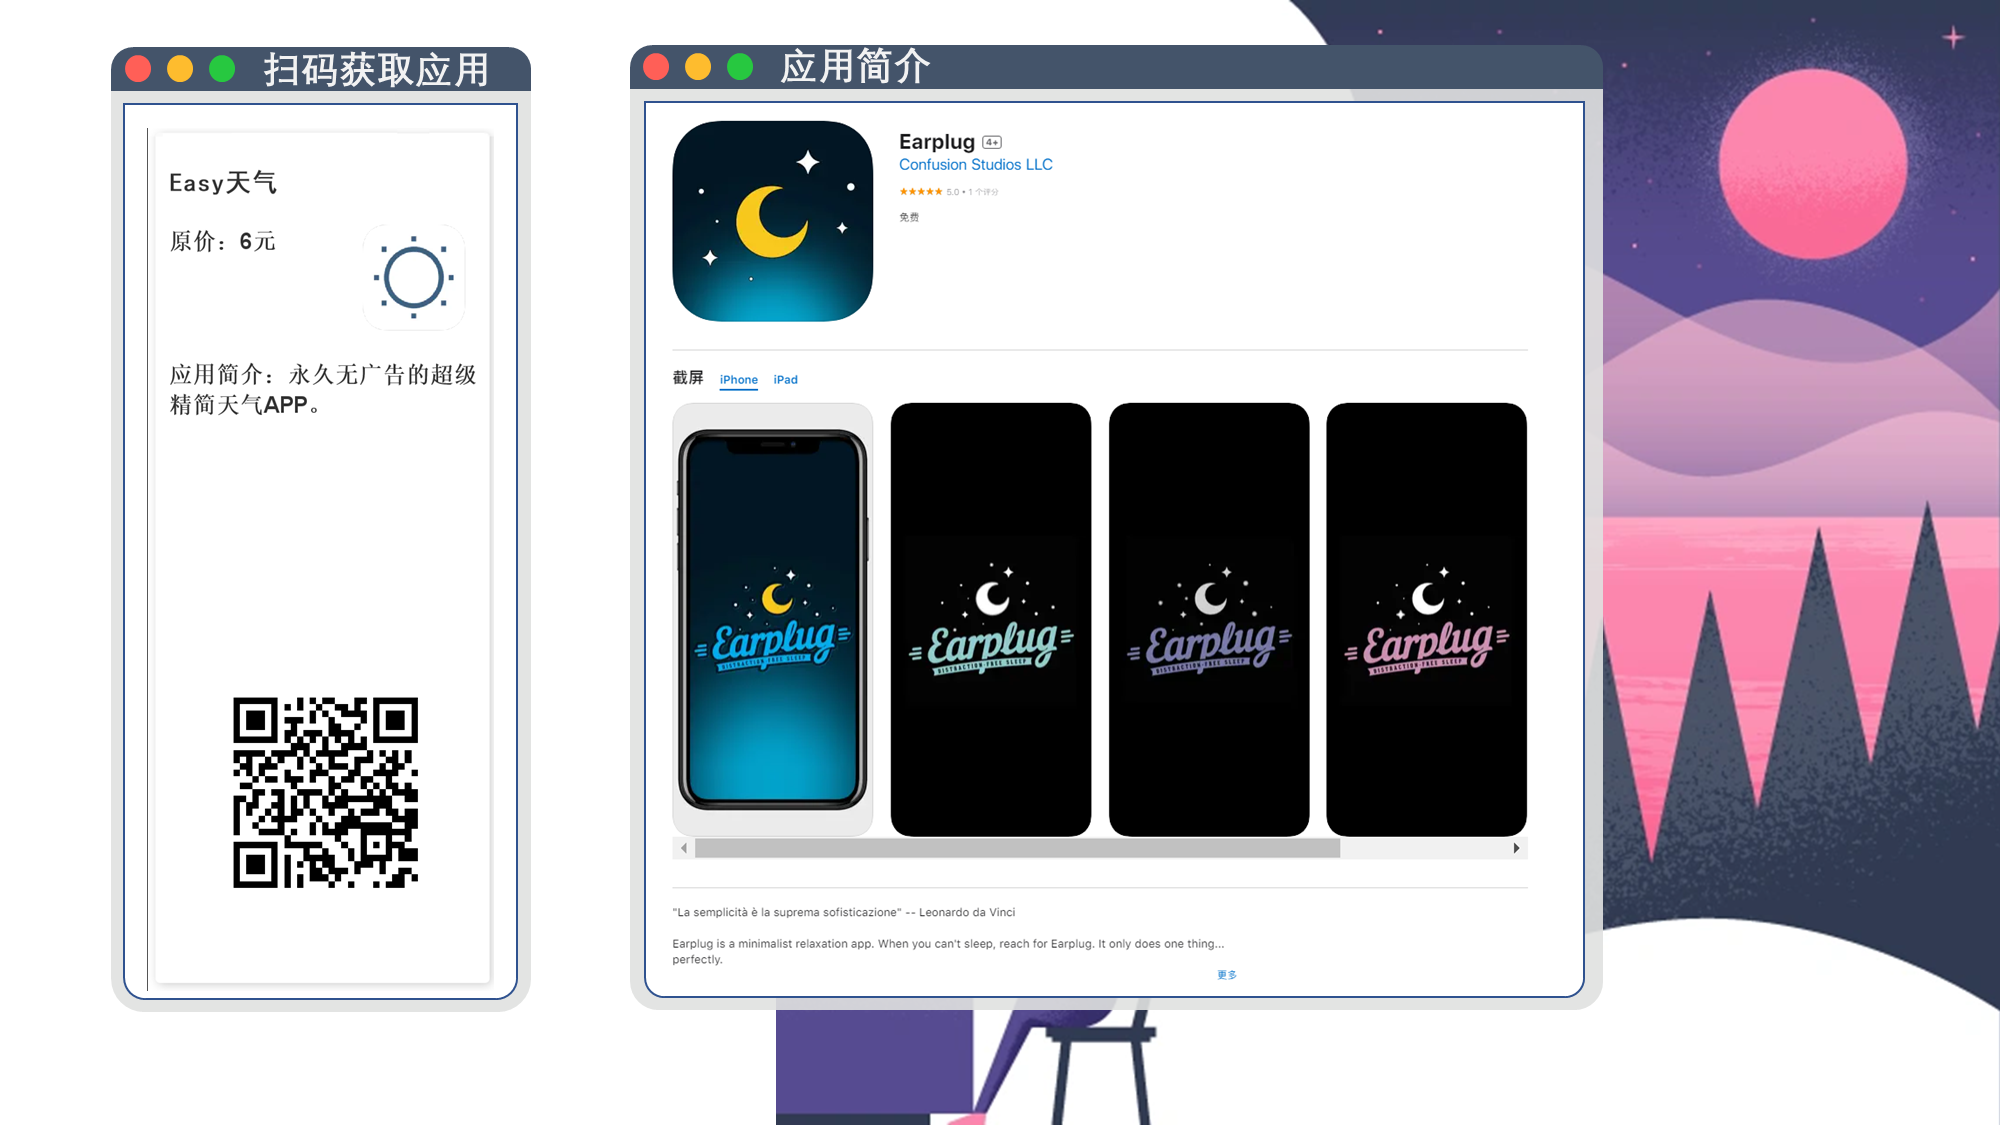 扫码获取应用
Easy天气
原价：6元
应用简介：永久无广告的超级
精简天气APP。
应用简介
Earplug 4+
Confusion Studios LLC
★★★★★ 5.0 • 1 个评分
免费
截屏 iPhone iPad
Earplug
DISTRACTION-FREE SLEEP
Earplug
DISTRACTION-FREE SLEEP
Earplug
DISTRACTION-FREE SLEEP
Earplug
DISTRACTION-FREE SLEEP
"La semplicità è la suprema sofisticazione" -- Leonardo da Vinci
Earplug is a minimalist relaxation app. When you can't sleep, reach for Earplug. It only does one thing...
perfectly.
更多